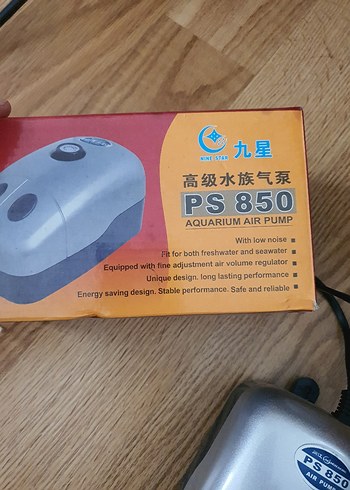 NINE STAR 九星
高级水族气泵
PS 850
AQUARIUM AIR PUMP
With low noise
Fit for both freshwater and seawater
Equipped with fine adjustment air volume regulator
Unique design. long lasting performance
Energy saving design. Stable performance. Safe and reliable
PS 850
AIR PUMP